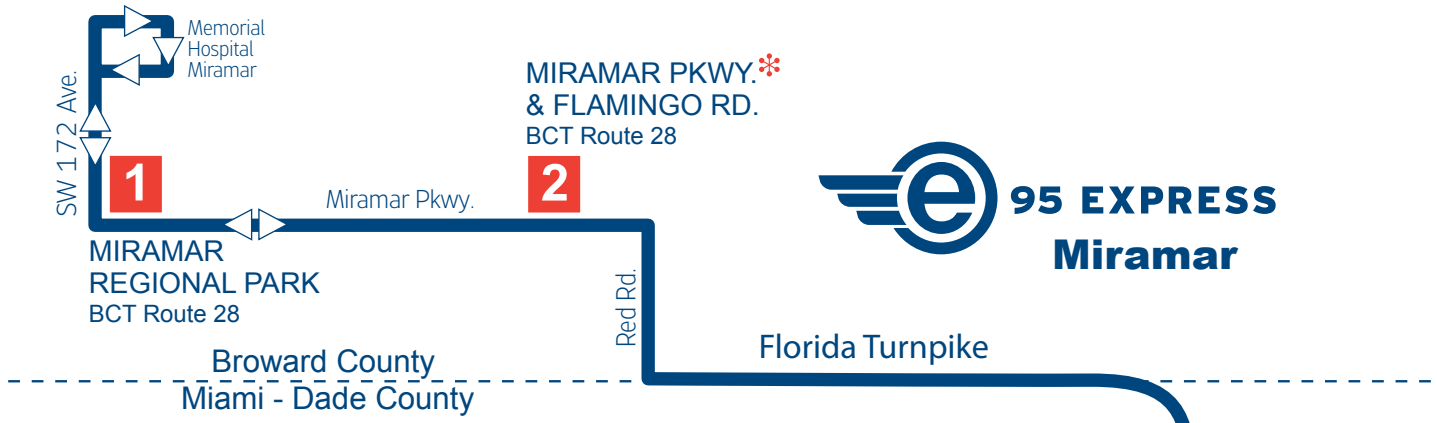 Memorial
Hospital
Miramar
SW 172 Ave.
MIRAMAR PKWY.*
& FLAMINGO RD.
BCT Route 28
1
2
Miramar Pkwy.
e 95 EXPRESS
Miramar
MIRAMAR
REGIONAL PARK
BCT Route 28
Red Rd.
Florida Turnpike
Broward County
Miami - Dade County